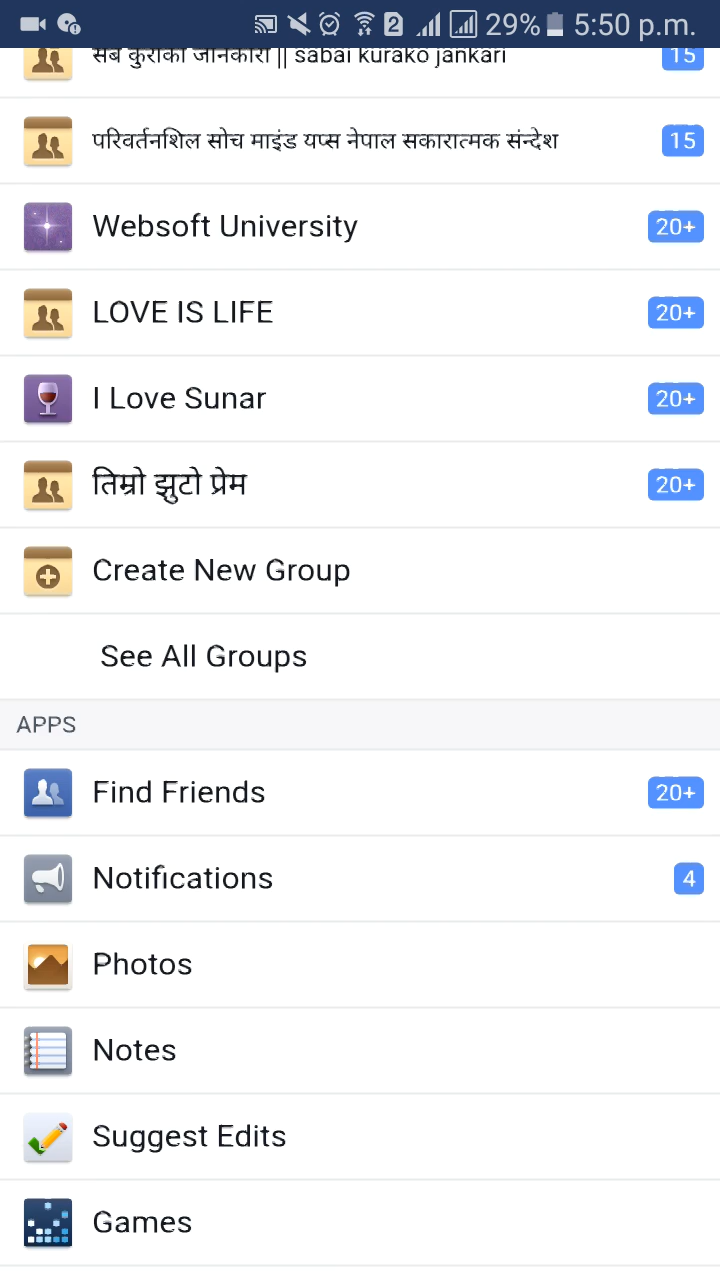 29% 5:50 p.m.
सबै कुराको जानकारी || sabai kurako jankari 15
परिवर्तनशिल सोच माइंड यप्स नेपाल सकारात्मक संन्देश 15
Websoft University 20+
LOVE IS LIFE 20+
I Love Sunar 20+
तिम्रो झुटो प्रेम 20+
Create New Group
See All Groups
APPS
Find Friends 20+
Notifications 4
Photos
Notes
Suggest Edits
Games